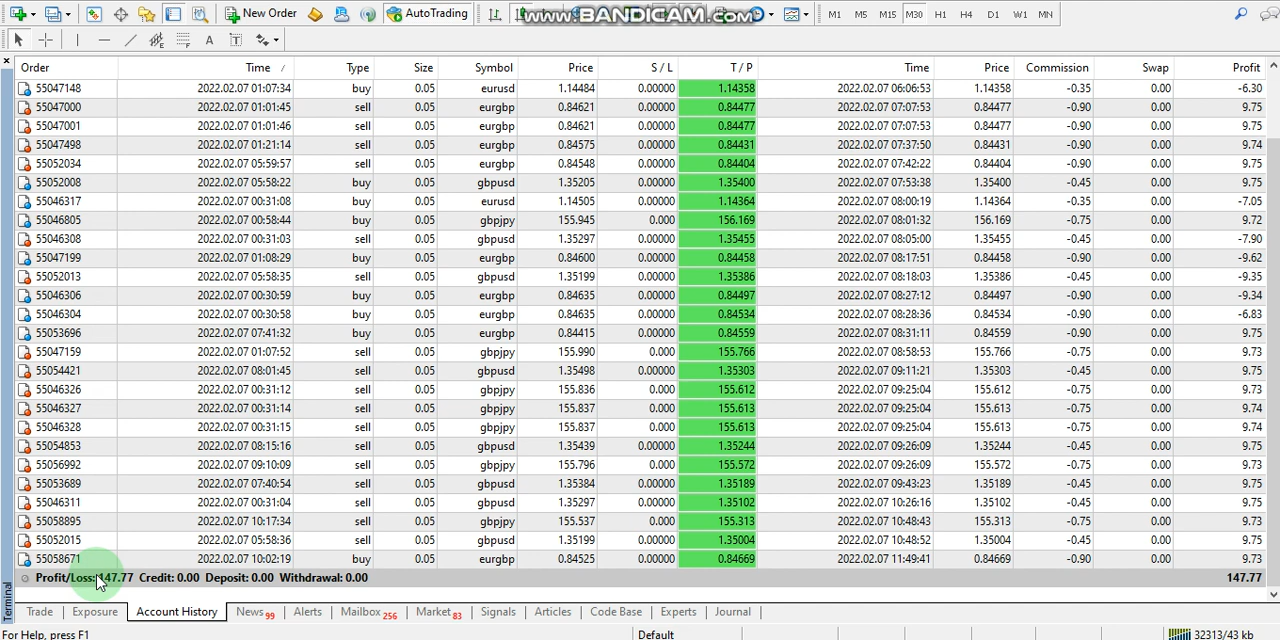 New Order AutoTrading www.BANDICAM.com M1 M5 M15 M30 H1 H4 D1 W1 MN
A T
Order Time / Type Size Symbol Price S / L T / P Time Price Commission Swap Profit
55047148 2022.02.07 01:07:34 buy 0.05 eurusd 1.14484 0.00000 1.14358 2022.02.07 06:06:53 1.14358 -0.35 0.00 -6.30
55047000 2022.02.07 01:01:45 sell 0.05 eurgbp 0.84621 0.00000 0.84477 2022.02.07 07:07:53 0.84477 -0.90 0.00 9.75
55047001 2022.02.07 01:01:46 sell 0.05 eurgbp 0.84621 0.00000 0.84477 2022.02.07 07:07:53 0.84477 -0.90 0.00 9.75
55047498 2022.02.07 01:21:14 sell 0.05 eurgbp 0.84575 0.00000 0.84431 2022.02.07 07:37:50 0.84431 -0.90 0.00 9.74
55052034 2022.02.07 05:59:57 sell 0.05 eurgbp 0.84548 0.00000 0.84404 2022.02.07 07:42:22 0.84404 -0.90 0.00 9.75
55052008 2022.02.07 05:58:22 buy 0.05 gbpusd 1.35205 0.00000 1.35400 2022.02.07 07:53:38 1.35400 -0.45 0.00 9.75
55046317 2022.02.07 00:31:08 buy 0.05 eurusd 1.14505 0.00000 1.14364 2022.02.07 08:00:19 1.14364 -0.35 0.00 -7.05
55046805 2022.02.07 00:58:44 buy 0.05 gbpjpy 155.945 0.000 156.169 2022.02.07 08:01:32 156.169 -0.75 0.00 9.72
55046308 2022.02.07 00:31:03 sell 0.05 gbpusd 1.35297 0.00000 1.35455 2022.02.07 08:05:00 1.35455 -0.45 0.00 -7.90
55047199 2022.02.07 01:08:29 buy 0.05 eurgbp 0.84600 0.00000 0.84458 2022.02.07 08:17:51 0.84458 -0.90 0.00 -9.62
55052013 2022.02.07 05:58:35 sell 0.05 gbpusd 1.35199 0.00000 1.35386 2022.02.07 08:18:03 1.35386 -0.45 0.00 -9.35
55046306 2022.02.07 00:30:59 buy 0.05 eurgbp 0.84635 0.00000 0.84497 2022.02.07 08:27:12 0.84497 -0.90 0.00 -9.34
55046304 2022.02.07 00:30:58 buy 0.05 eurgbp 0.84635 0.00000 0.84534 2022.02.07 08:28:36 0.84534 -0.90 0.00 -6.83
55053696 2022.02.07 07:41:32 buy 0.05 eurgbp 0.84415 0.00000 0.84559 2022.02.07 08:31:11 0.84559 -0.90 0.00 9.75
55047159 2022.02.07 01:07:52 sell 0.05 gbpjpy 155.990 0.000 155.766 2022.02.07 08:58:53 155.766 -0.75 0.00 9.73
55054421 2022.02.07 08:01:45 sell 0.05 gbpusd 1.35498 0.00000 1.35303 2022.02.07 09:11:21 1.35303 -0.45 0.00 9.75
55046326 2022.02.07 00:31:12 sell 0.05 gbpjpy 155.836 0.000 155.612 2022.02.07 09:25:04 155.612 -0.75 0.00 9.73
55046327 2022.02.07 00:31:14 sell 0.05 gbpjpy 155.837 0.000 155.613 2022.02.07 09:25:04 155.613 -0.75 0.00 9.74
55046328 2022.02.07 00:31:15 sell 0.05 gbpjpy 155.837 0.000 155.613 2022.02.07 09:25:04 155.613 -0.75 0.00 9.74
55054853 2022.02.07 08:15:16 sell 0.05 gbpusd 1.35439 0.00000 1.35244 2022.02.07 09:26:09 1.35244 -0.45 0.00 9.75
55056992 2022.02.07 09:10:09 sell 0.05 gbpjpy 155.796 0.000 155.572 2022.02.07 09:26:09 155.572 -0.75 0.00 9.73
55053689 2022.02.07 07:40:54 sell 0.05 gbpusd 1.35384 0.00000 1.35189 2022.02.07 09:43:23 1.35189 -0.45 0.00 9.75
55046311 2022.02.07 00:31:04 sell 0.05 gbpusd 1.35297 0.00000 1.35102 2022.02.07 10:26:16 1.35102 -0.45 0.00 9.75
55058895 2022.02.07 10:17:34 sell 0.05 gbpjpy 155.537 0.000 155.313 2022.02.07 10:48:43 155.313 -0.75 0.00 9.73
55052015 2022.02.07 05:58:36 sell 0.05 gbpusd 1.35199 0.00000 1.35004 2022.02.07 10:48:52 1.35004 -0.45 0.00 9.75
55058671 2022.02.07 10:02:19 buy 0.05 eurgbp 0.84525 0.00000 0.84669 2022.02.07 11:49:41 0.84669 -0.90 0.00 9.73
Profit/Loss: 147.77 Credit: 0.00 Deposit: 0.00 Withdrawal: 0.00 147.77
Terminal
Trade Exposure Account History News 99 Alerts Mailbox 256 Market 83 Signals Articles Code Base Experts Journal
For Help, press F1 Default 32313/43 kb